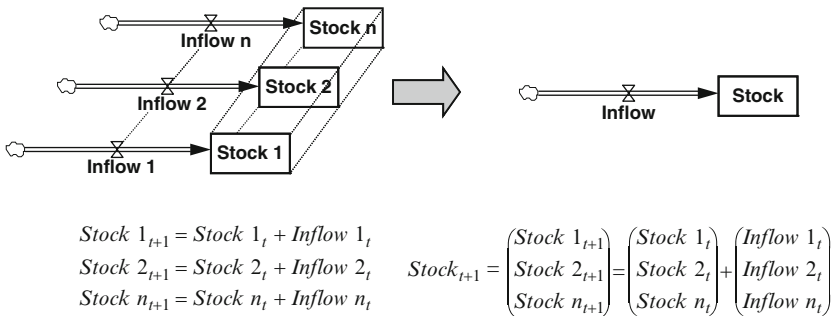 Stock n
Inflow n
Stock 2
Inflow 2
Stock 1
Inflow 1
Stock
Inflow
Stock 1_{t+1} = Stock 1_t + Inflow 1_t
Stock 2_{t+1} = Stock 2_t + Inflow 2_t
Stock n_{t+1} = Stock n_t + Inflow n_t
Stock_{t+1} = (Stock 1_{t+1} Stock 2_{t+1} Stock n_{t+1}) = (Stock 1_t Stock 2_t Stock n_t) + (Inflow 1_t Inflow 2_t Inflow n_t)